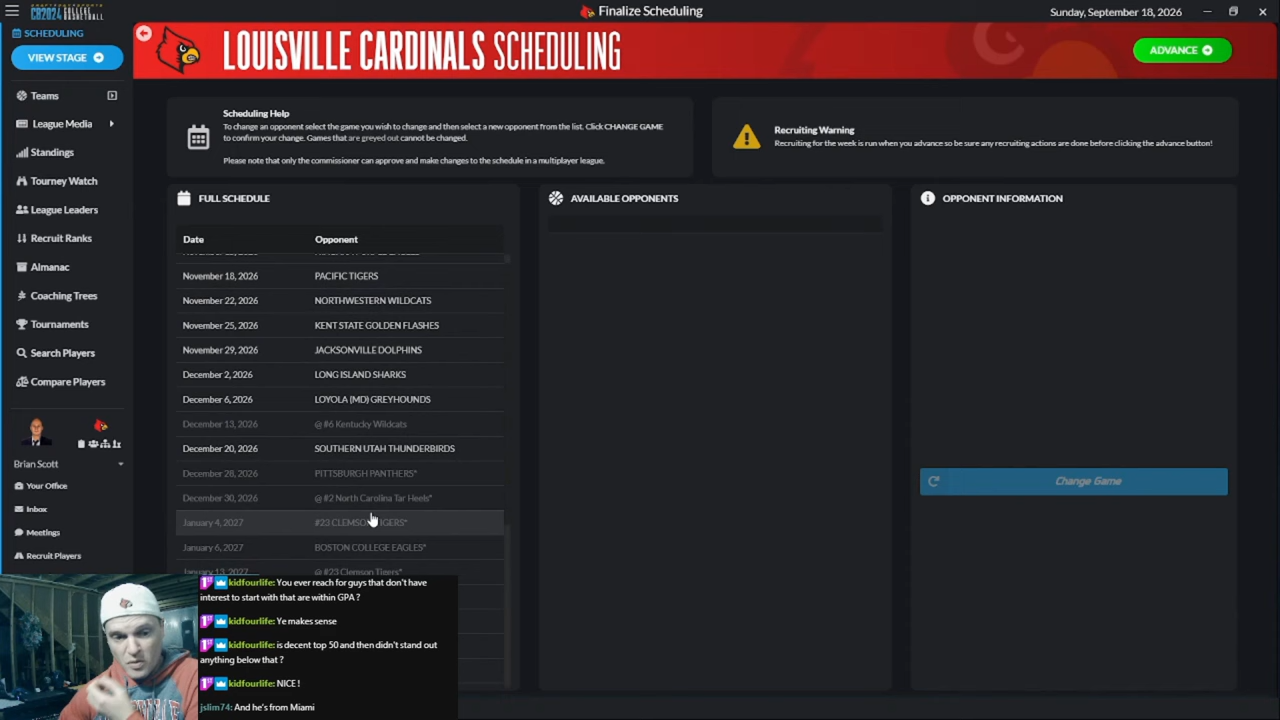 DRAFT DAY SPORTS
CB2024 COLLEGE BASKETBALL
Finalize Scheduling
Sunday, September 18, 2026
SCHEDULING
VIEW STAGE
LOUISVILLE CARDINALS SCHEDULING
ADVANCE
Teams
League Media
Standings
Tourney Watch
League Leaders
Recruit Ranks
Almanac
Coaching Trees
Tournaments
Search Players
Compare Players
Brian Scott
Your Office
Inbox
Meetings
Recruit Players
Scheduling Help
To change an opponent select the game you wish to change and then select a new opponent from the list. Click CHANGE GAME
to confirm your change. Games that are greyed out cannot be changed.
Please note that only the commissioner can approve and make changes to the schedule in a multiplayer league.
Recruiting Warning
Recruiting for the week is run when you advance so be sure any recruiting actions are done before clicking the advance button!
FULL SCHEDULE
Date Opponent
November 18, 2026 PACIFIC TIGERS
November 22, 2026 NORTHWESTERN WILDCATS
November 25, 2026 KENT STATE GOLDEN FLASHES
November 29, 2026 JACKSONVILLE DOLPHINS
December 2, 2026 LONG ISLAND SHARKS
December 6, 2026 LOYOLA (MD) GREYHOUNDS
December 13, 2026 @ #6 Kentucky Wildcats
December 20, 2026 SOUTHERN UTAH THUNDERBIRDS
December 28, 2026 PITTSBURGH PANTHERS*
December 30, 2026 @ #2 North Carolina Tar Heels*
January 4, 2027 #23 CLEMSON TIGERS*
January 6, 2027 BOSTON COLLEGE EAGLES*
January 13, 2027 @ #23 Clemson Tigers*
AVAILABLE OPPONENTS
OPPONENT INFORMATION
Change Game
kidfourlife: You ever reach for guys that don't have
interest to start with that are within GPA ?
kidfourlife: Ye makes sense
kidfourlife: is decent top 50 and then didn't stand out
anything below that ?
kidfourlife: NICE !
jslim74: And he's from Miami